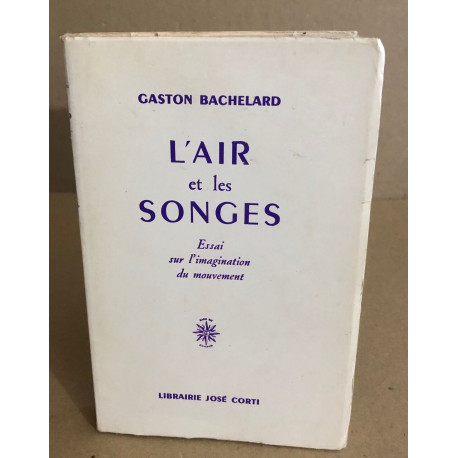 GASTON BACHELARD
L'AIR
et les
SONGES
Essai
sur l'imagination
du mouvement
LIBRAIRIE JOSÉ CORTI